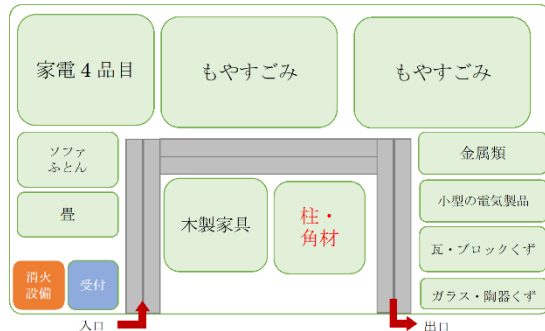 家電4品目
もやすごみ
もやすごみ
ソファ
ふとん
畳
木製家具
柱・
角材
金属類
小型の電気製品
瓦・ブロックくず
ガラス・陶器くず
消火
設備
受付
入口
出口